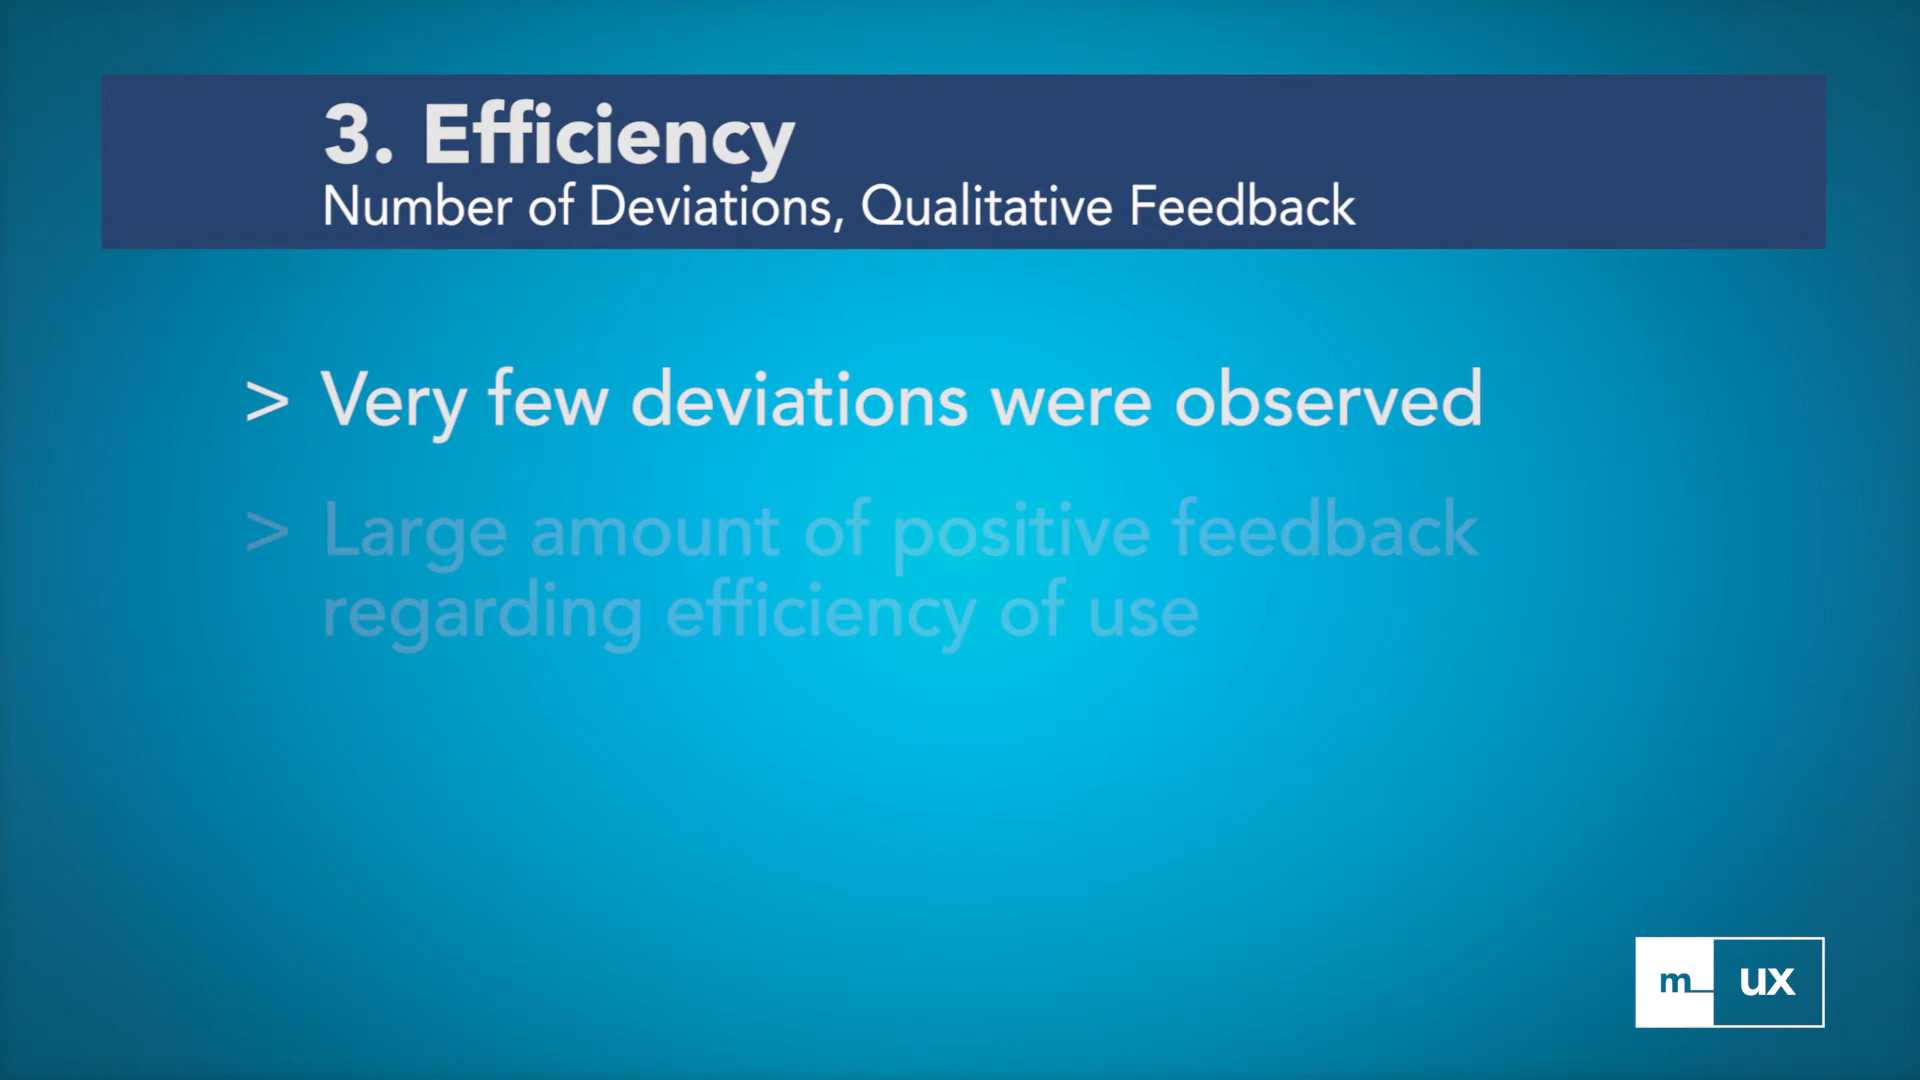 3. Efficiency
Number of Deviations, Qualitative Feedback
> Very few deviations were observed
> Large amount of positive feedback
regarding efficiency of use
m_ ux